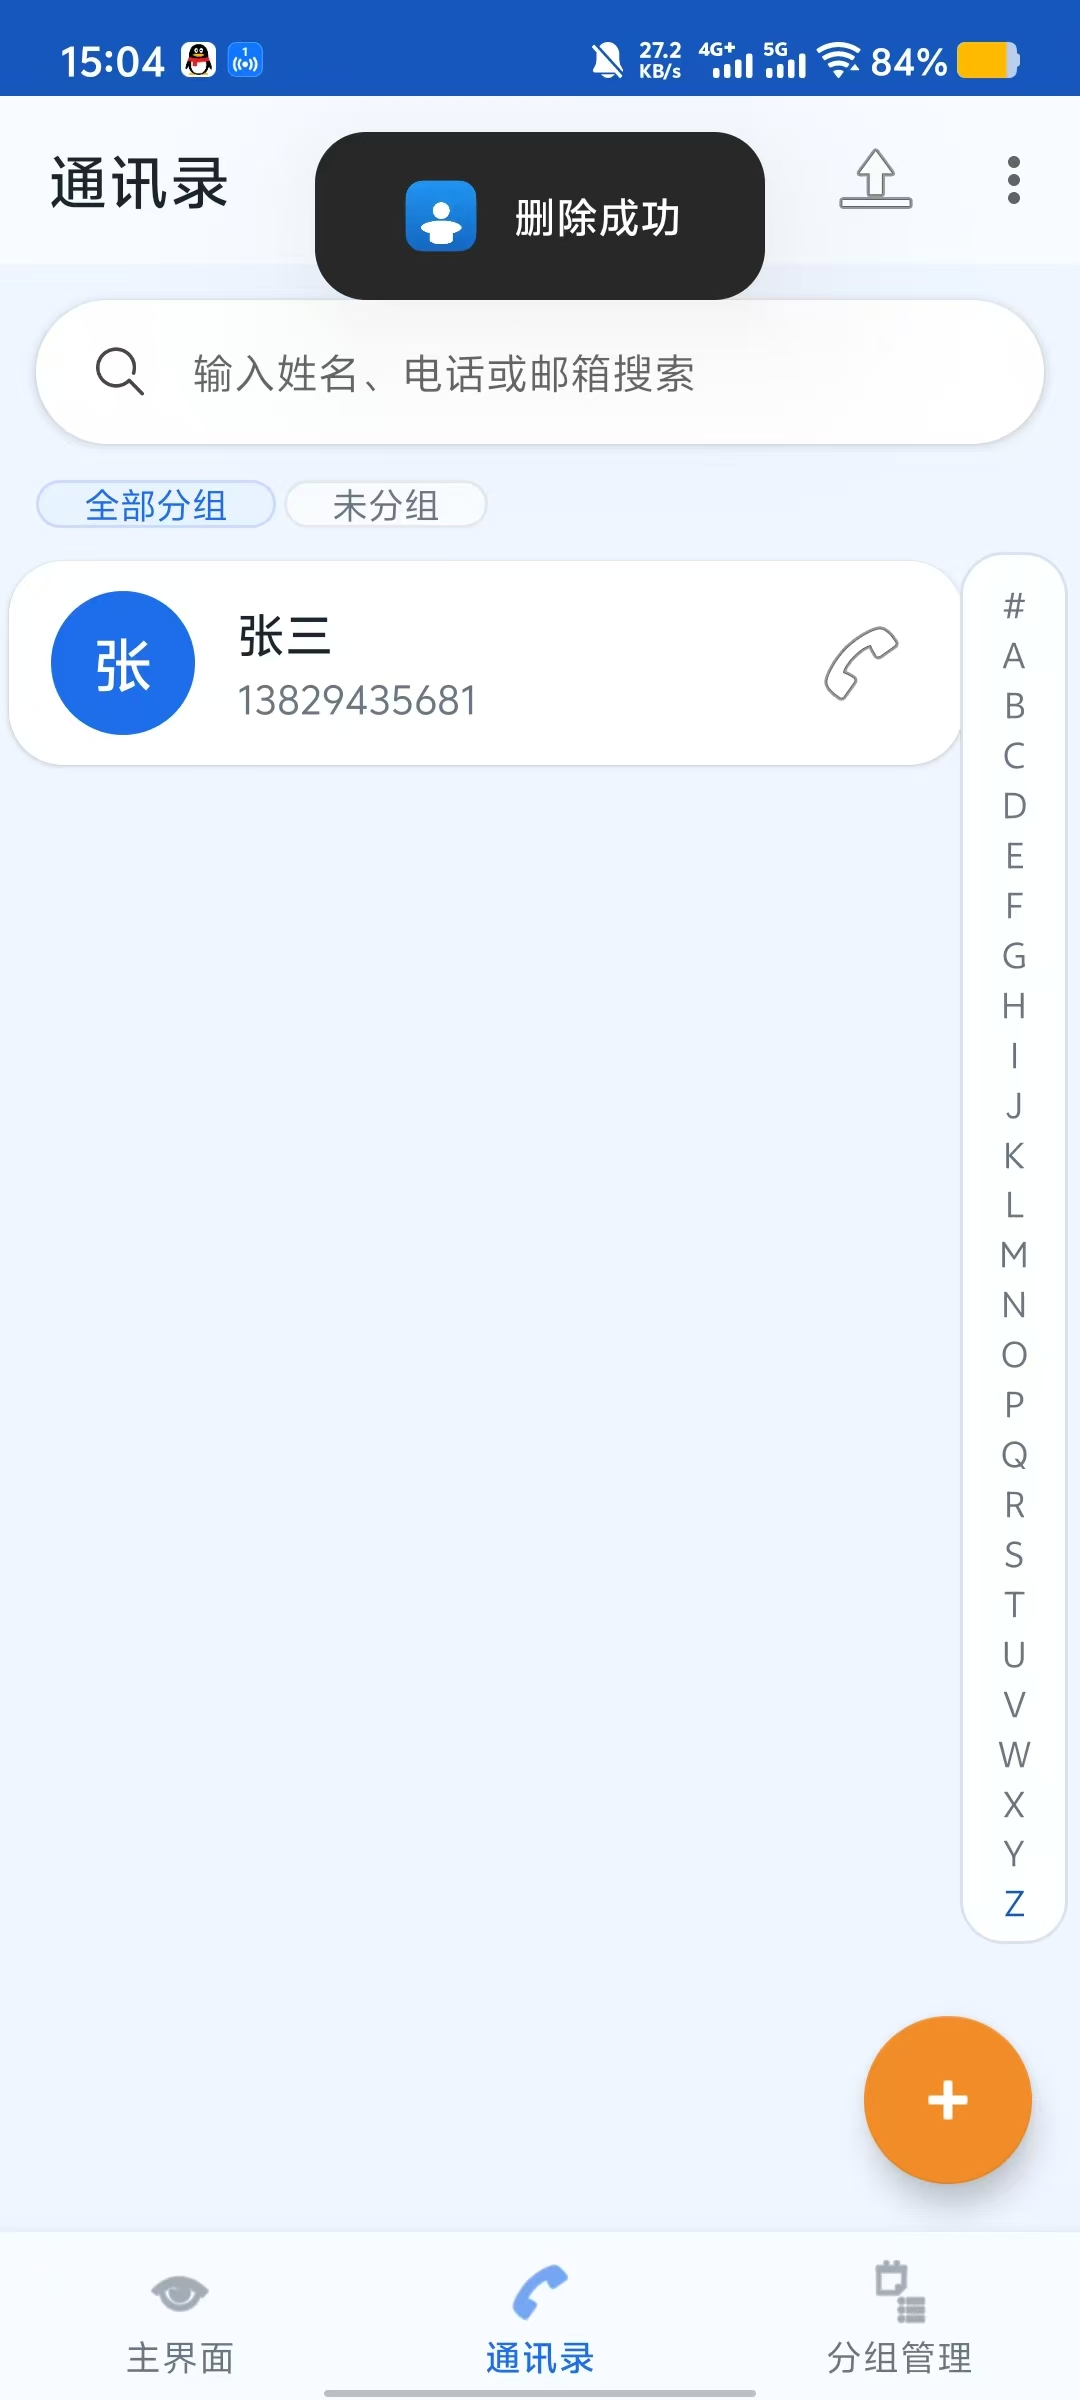 15:04
1
27.2 KB/s
4G+
5G
84%
通讯录
删除成功
输入姓名、电话或邮箱搜索
全部分组
未分组
张
张三
13829435681
#
A
B
C
D
E
F
G
H
I
J
K
L
M
N
O
P
Q
R
S
T
U
V
W
X
Y
Z
+
主界面
通讯录
分组管理